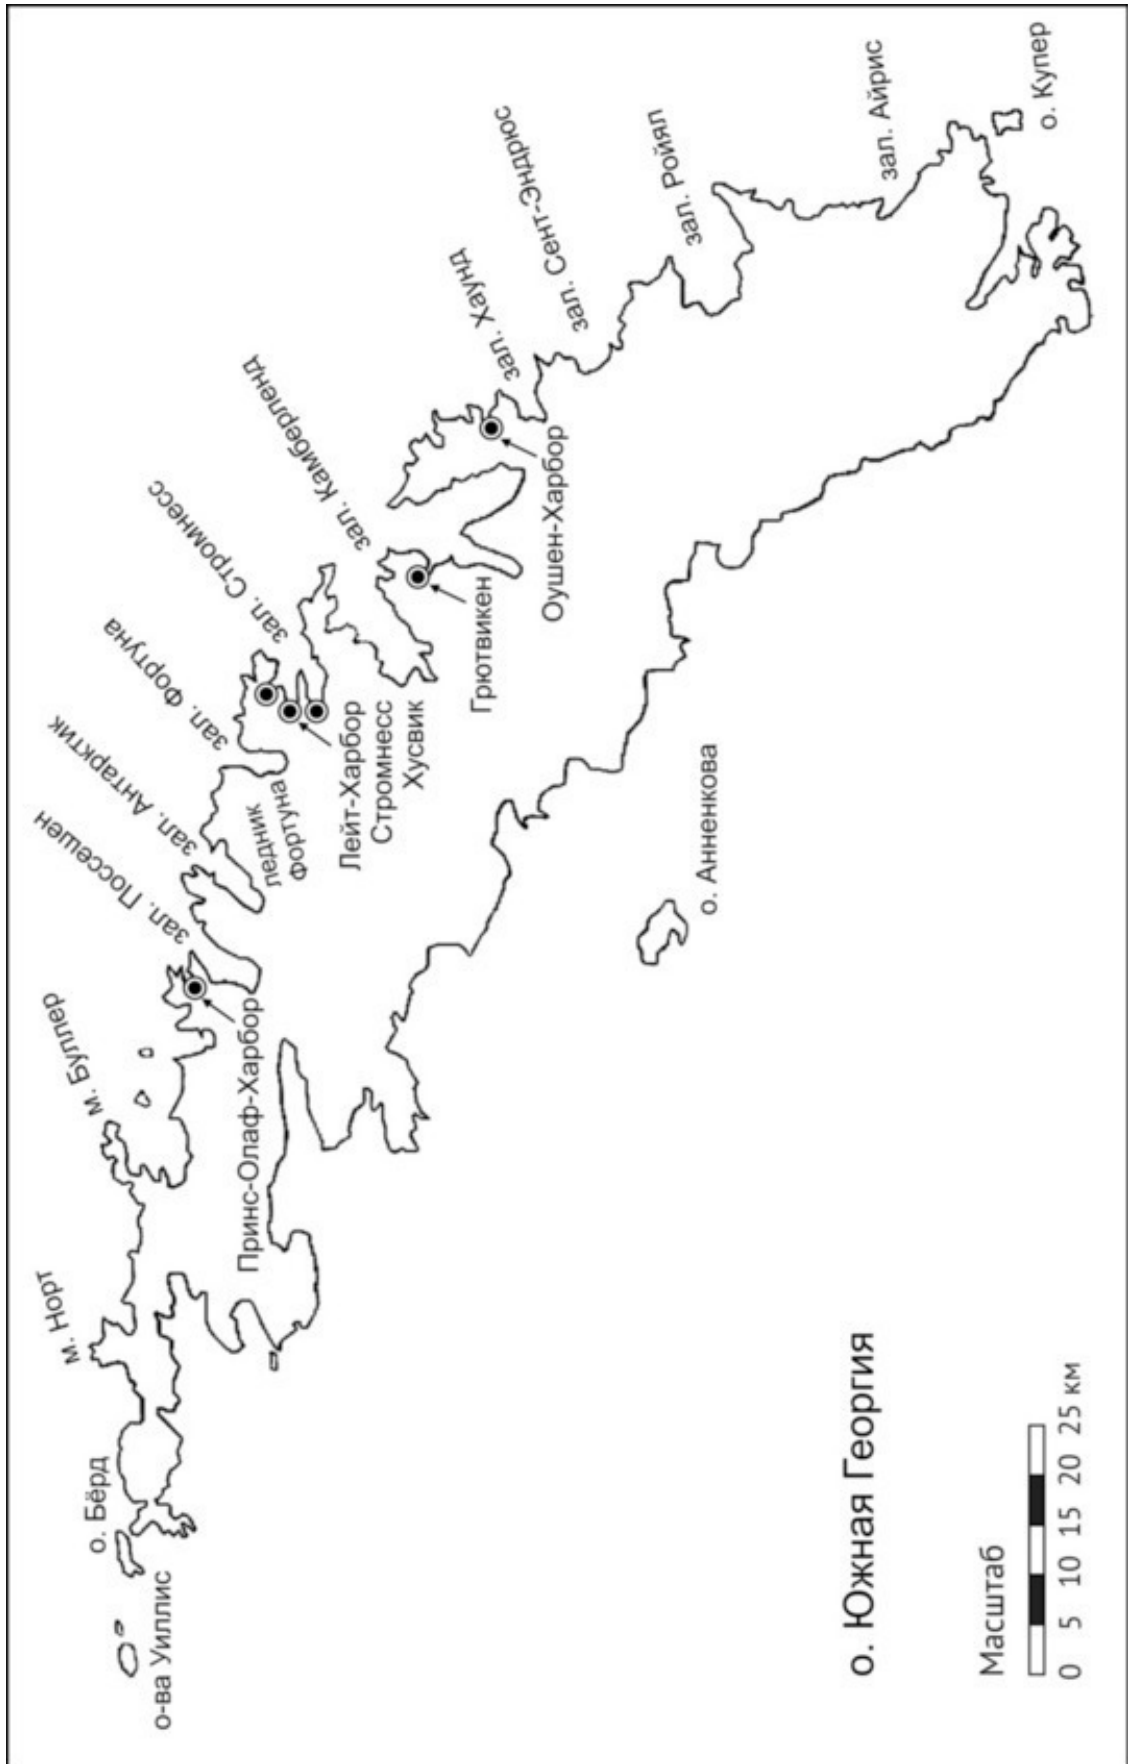 о-ва Уиллис
о. Бёрд
м. Норт
м. Буллер
Принс-Олаф-Харбор
зал. Поссешен
зал. Антарктик
ледник
Фортуна
зал. Фортуна
зал. Стромнесс
Лейт-Харбор
Стромнесс
Хусвик
зал. Камберленд
Грютвикен
Оушен-Харбор
зал. Хаунд
зал. Сент-Эндрюс
зал. Ройял
зал. Айрис
о. Купер
о. Анненкова
о. Южная Георгия
Масштаб
0 5 10 15 20 25 км